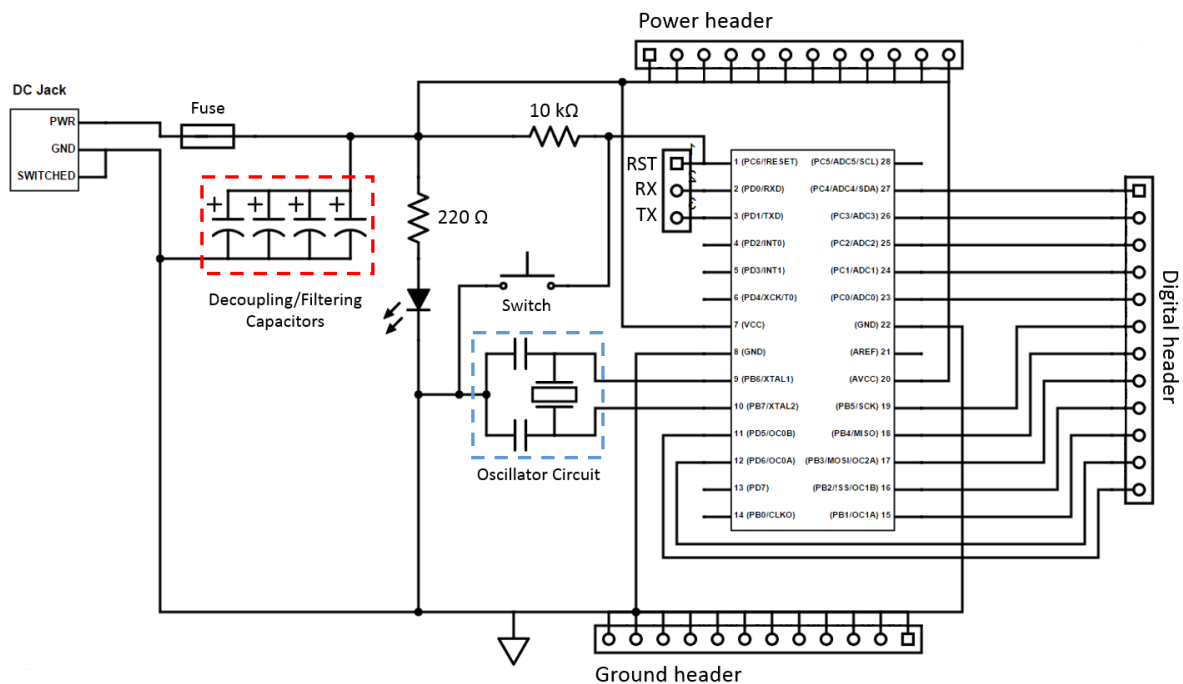 Power header
DC Jack
PWR
GND
SWITCHED
Fuse
10 kΩ
220 Ω
Decoupling/Filtering
Capacitors
Switch
Oscillator Circuit
RST
RX
TX
1
2
3
1 (PC6/!RESET)
2 (PD0/RXD)
3 (PD1/TXD)
4 (PD2/INT0)
5 (PD3/INT1)
6 (PD4/XCK/T0)
7 (VCC)
8 (GND)
9 (PB6/XTAL1)
10 (PB7/XTAL2)
11 (PD5/OC0B)
12 (PD6/OC0A)
13 (PD7)
14 (PB0/CLKO)
(PC5/ADC5/SCL) 28
(PC4/ADC4/SDA) 27
(PC3/ADC3) 26
(PC2/ADC2) 25
(PC1/ADC1) 24
(PC0/ADC0) 23
(GND) 22
(AREF) 21
(AVCC) 20
(PB5/SCK) 19
(PB4/MISO) 18
(PB3/MOSI/OC2A) 17
(PB2/!SS/OC1B) 16
(PB1/OC1A) 15
Digital header
Ground header